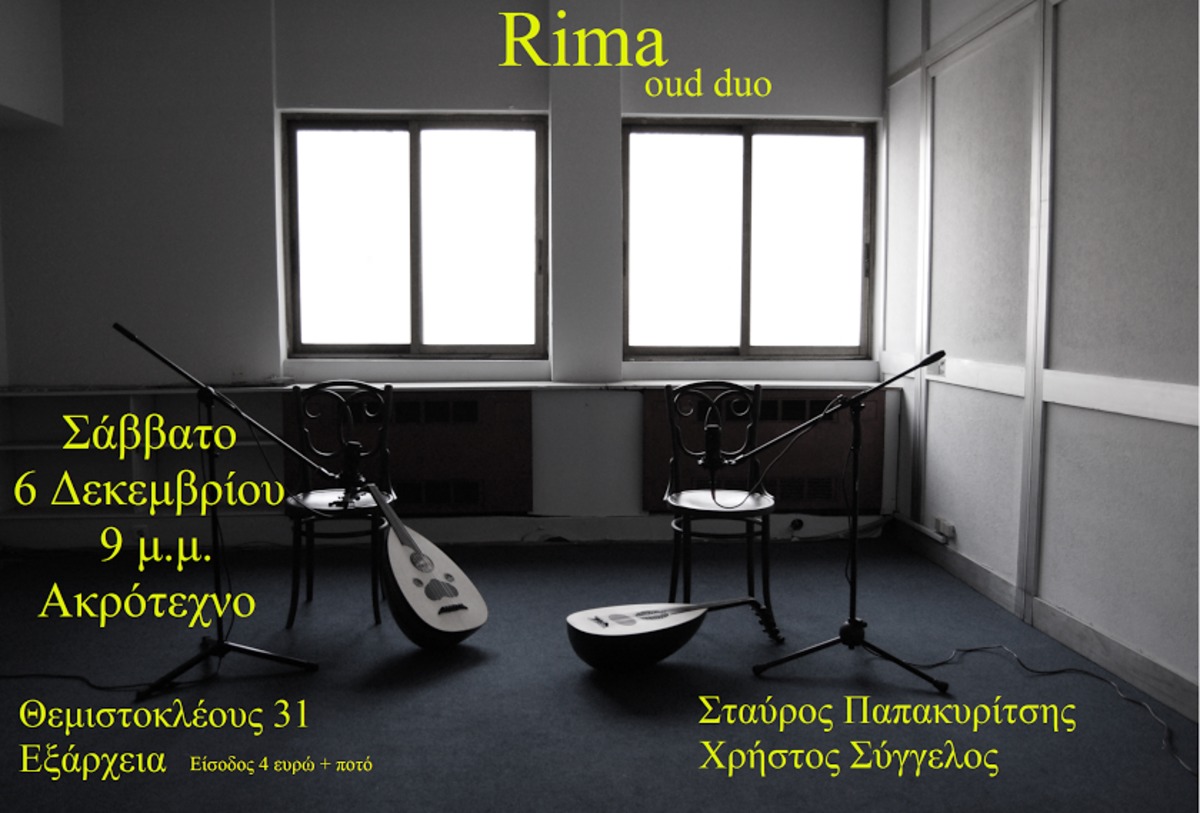 Rima
oud duo
Σάββατο
6 Δεκεμβρίου
9 μ.μ.
Ακρότεχνο
Θεμιστοκλέους 31
Εξάρχεια Είσοδος 4 ευρώ + ποτό
Σταύρος Παπακυρίτσης
Χρήστος Σύγγελος